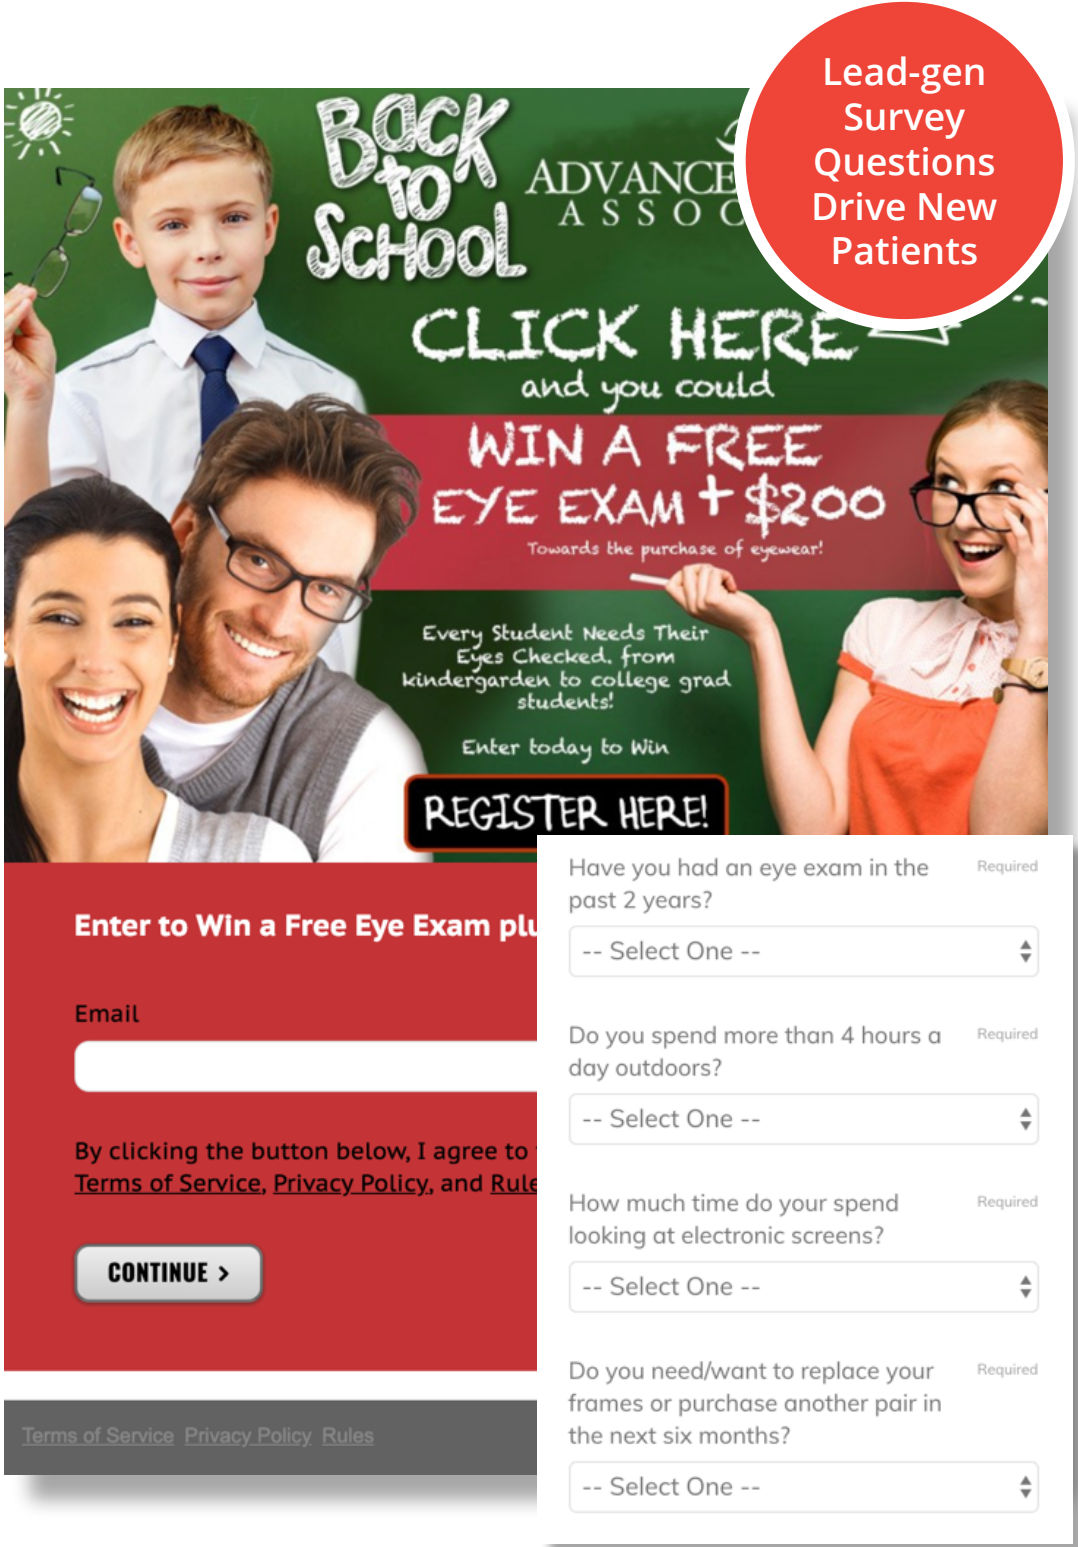 Lead-gen
Survey
Questions
Drive New
Patients
Back
to
School
ADVANCE
ASSOC
CLICK HERE
and you could
WIN A FREE
EYE EXAM + $200
Towards the purchase of eyewear!
Every Student Needs Their
Eyes Checked. from
kindergarden to college grad
students!
Enter today to Win
REGISTER HERE!
Enter to Win a Free Eye Exam plu
Email
By clicking the button below, I agree to
Terms of Service, Privacy Policy, and Rule
CONTINUE >
Terms of Service Privacy Policy Rules
Have you had an eye exam in the Required
past 2 years?
-- Select One --
Do you spend more than 4 hours a Required
day outdoors?
-- Select One --
How much time do your spend Required
looking at electronic screens?
-- Select One --
Do you need/want to replace your Required
frames or purchase another pair in
the next six months?
-- Select One --